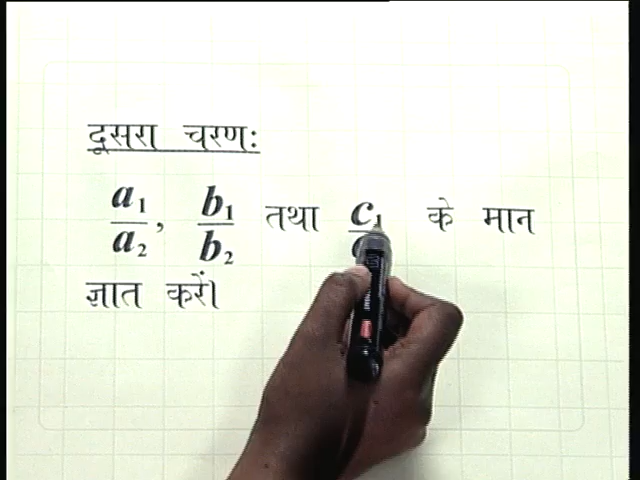 दूसरा चरणः
a₁/a₂, b₁/b₂ तथा c₁ के मान
ज्ञात करें।